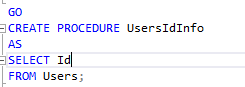 GO
CREATE PROCEDURE UsersIdInfo
AS
SELECT Id
FROM Users;